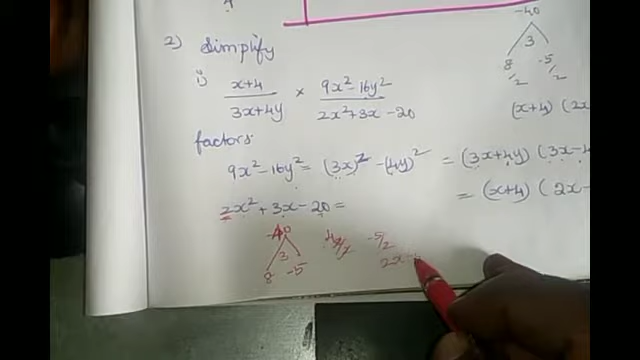 -40
3
8/2 -5/2
(x+4) (2x
2) Simplify
i) x+4/3x+4y × 9x²-16y²/2x²+3x-20
factors
9x²-16y² = (3x)² - (4y)² = (3x+4y) (3x-4
2x²+3x-20 = = (x+4) (2x-
-40
3
8 -5
-5/2
2x